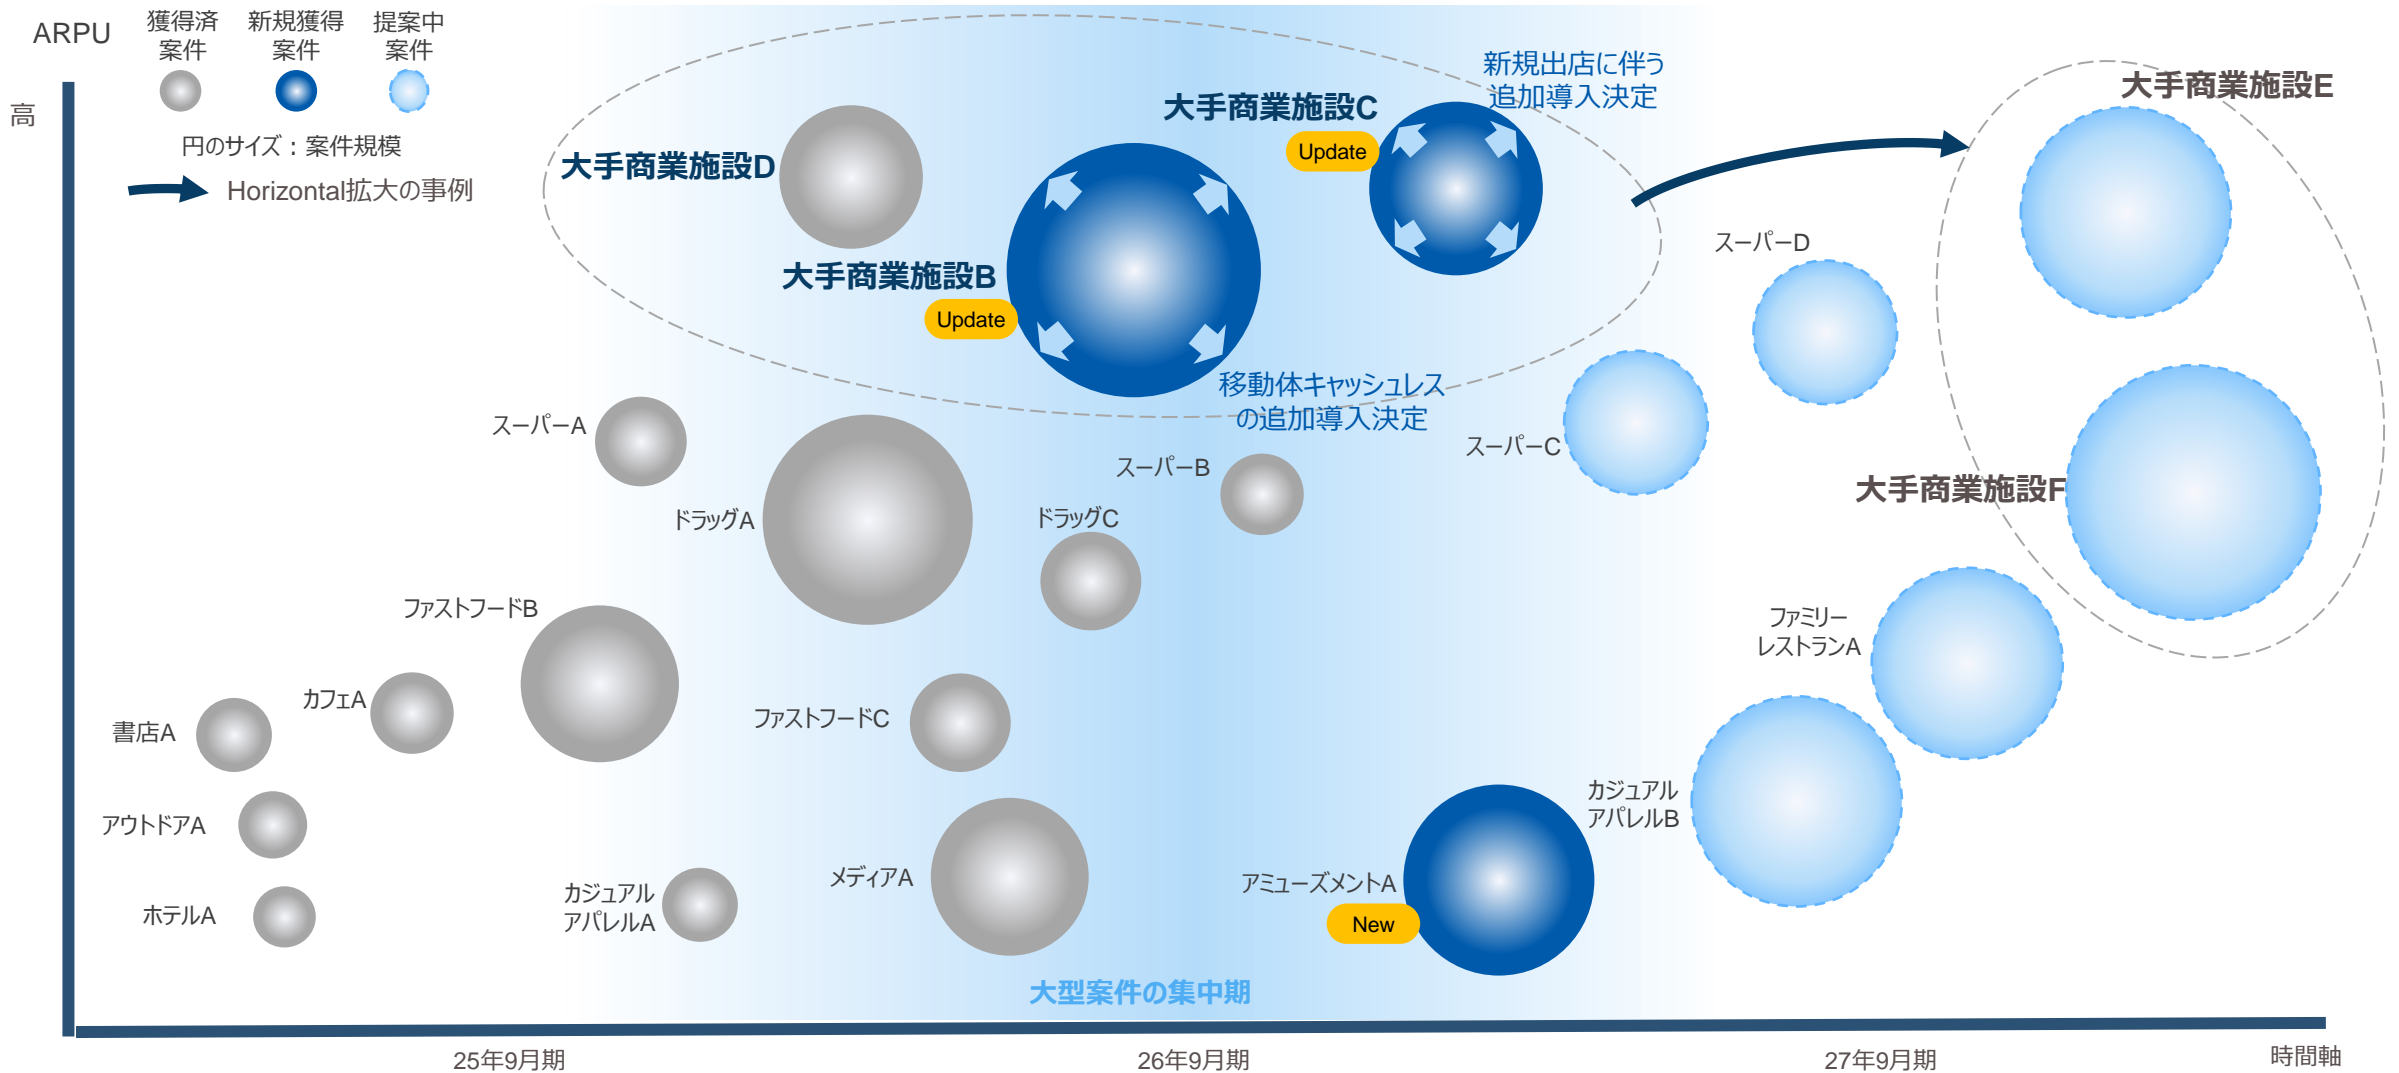 ARPU
高
獲得済
案件
新規獲得
案件
提案中
案件
円のサイズ：案件規模
Horizontal拡大の事例
大手商業施設D
大手商業施設B
Update
大手商業施設C
Update
新規出店に伴う
追加導入決定
移動体キャッシュレス
の追加導入決定
大手商業施設E
大手商業施設F
スーパーD
スーパーC
スーパーA
スーパーB
ドラッグA
ドラッグC
ファストフードB
ファストフードC
カフェA
書店A
アウトドアA
ホテルA
カジュアル
アパレルA
メディアA
アミューズメントA
New
カジュアル
アパレルB
ファミリー
レストランA
大型案件の集中期
25年9月期
26年9月期
27年9月期
時間軸